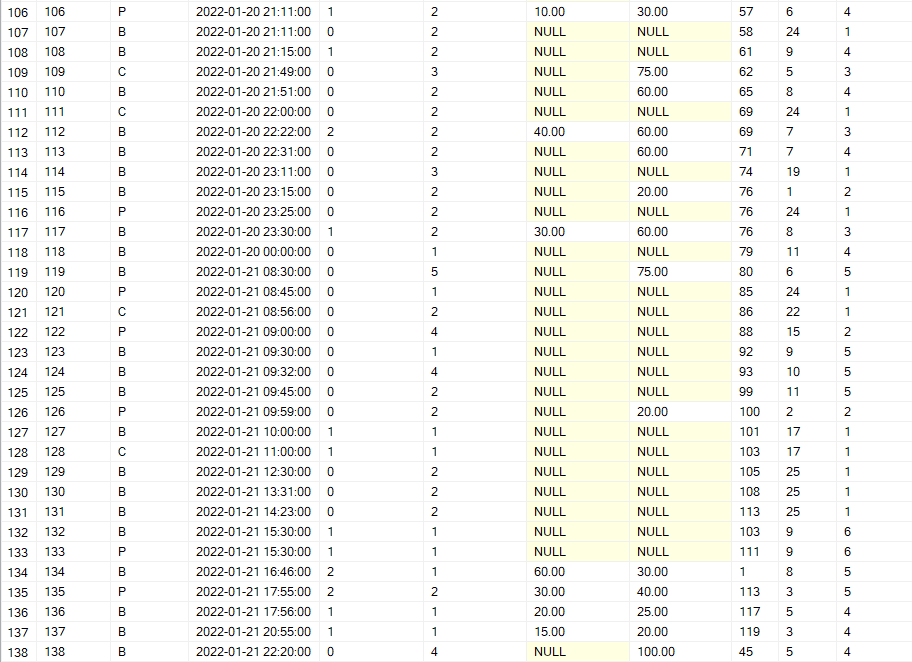 106 106 P 2022-01-20 21:11:00 1 2 10.00 30.00 57 6 4
107 107 B 2022-01-20 21:11:00 0 2 NULL NULL 58 24 1
108 108 B 2022-01-20 21:15:00 1 2 NULL NULL 61 9 4
109 109 C 2022-01-20 21:49:00 0 3 NULL 75.00 62 5 3
110 110 B 2022-01-20 21:51:00 0 2 NULL 60.00 65 8 4
111 111 C 2022-01-20 22:00:00 0 2 NULL NULL 69 24 1
112 112 B 2022-01-20 22:22:00 2 2 40.00 60.00 69 7 3
113 113 B 2022-01-20 22:31:00 0 2 NULL 60.00 71 7 4
114 114 B 2022-01-20 23:11:00 0 3 NULL NULL 74 19 1
115 115 B 2022-01-20 23:15:00 0 2 NULL 20.00 76 1 2
116 116 P 2022-01-20 23:25:00 0 2 NULL NULL 76 24 1
117 117 B 2022-01-20 23:30:00 1 2 30.00 60.00 76 8 3
118 118 B 2022-01-20 00:00:00 0 1 NULL NULL 79 11 4
119 119 B 2022-01-21 08:30:00 0 5 NULL 75.00 80 6 5
120 120 P 2022-01-21 08:45:00 0 1 NULL NULL 85 24 1
121 121 C 2022-01-21 08:56:00 0 2 NULL NULL 86 22 1
122 122 P 2022-01-21 09:00:00 0 4 NULL NULL 88 15 2
123 123 B 2022-01-21 09:30:00 0 1 NULL NULL 92 9 5
124 124 B 2022-01-21 09:32:00 0 4 NULL NULL 93 10 5
125 125 B 2022-01-21 09:45:00 0 2 NULL NULL 99 11 5
126 126 P 2022-01-21 09:59:00 0 2 NULL 20.00 100 2 2
127 127 B 2022-01-21 10:00:00 1 1 NULL NULL 101 17 1
128 128 C 2022-01-21 11:00:00 1 1 NULL NULL 103 17 1
129 129 B 2022-01-21 12:30:00 0 2 NULL NULL 105 25 1
130 130 B 2022-01-21 13:31:00 0 2 NULL NULL 108 25 1
131 131 B 2022-01-21 14:23:00 0 2 NULL NULL 113 25 1
132 132 B 2022-01-21 15:30:00 1 1 NULL NULL 103 9 6
133 133 P 2022-01-21 15:30:00 1 1 NULL NULL 111 9 6
134 134 B 2022-01-21 16:46:00 2 1 60.00 30.00 1 8 5
135 135 P 2022-01-21 17:55:00 2 2 30.00 40.00 113 3 5
136 136 B 2022-01-21 17:56:00 1 1 20.00 25.00 117 5 4
137 137 B 2022-01-21 20:55:00 1 1 15.00 20.00 119 3 4
138 138 B 2022-01-21 22:20:00 0 4 NULL 100.00 45 5 4